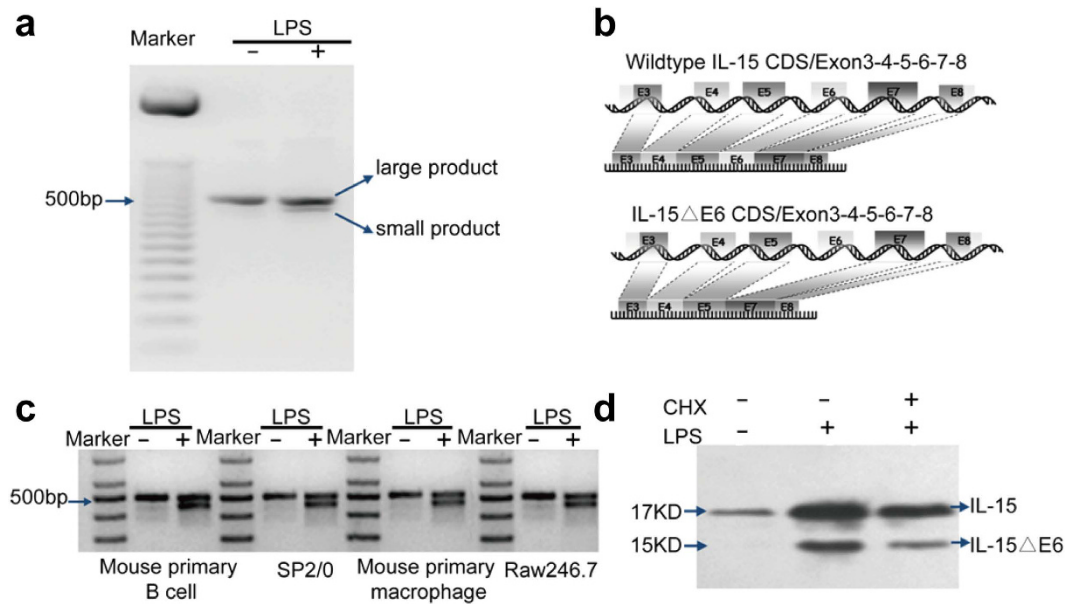 a
Marker
LPS
– +
500bp
large product
small product
b
Wildtype IL-15 CDS/Exon3-4-5-6-7-8
E3 E4 E5 E6 E7 E8
E3 E4 E5 E6 E7 E8
IL-15△E6 CDS/Exon3-4-5-6-7-8
E3 E4 E5 E6 E7 E8
E3 E4 E5 E7 E8
c
LPS LPS LPS LPS
Marker – + Marker – + Marker – + Marker – +
500bp
Mouse primary B cell
SP2/0
Mouse primary macrophage
Raw246.7
d
CHX – – +
LPS – + +
17KD
IL-15
15KD
IL-15△E6